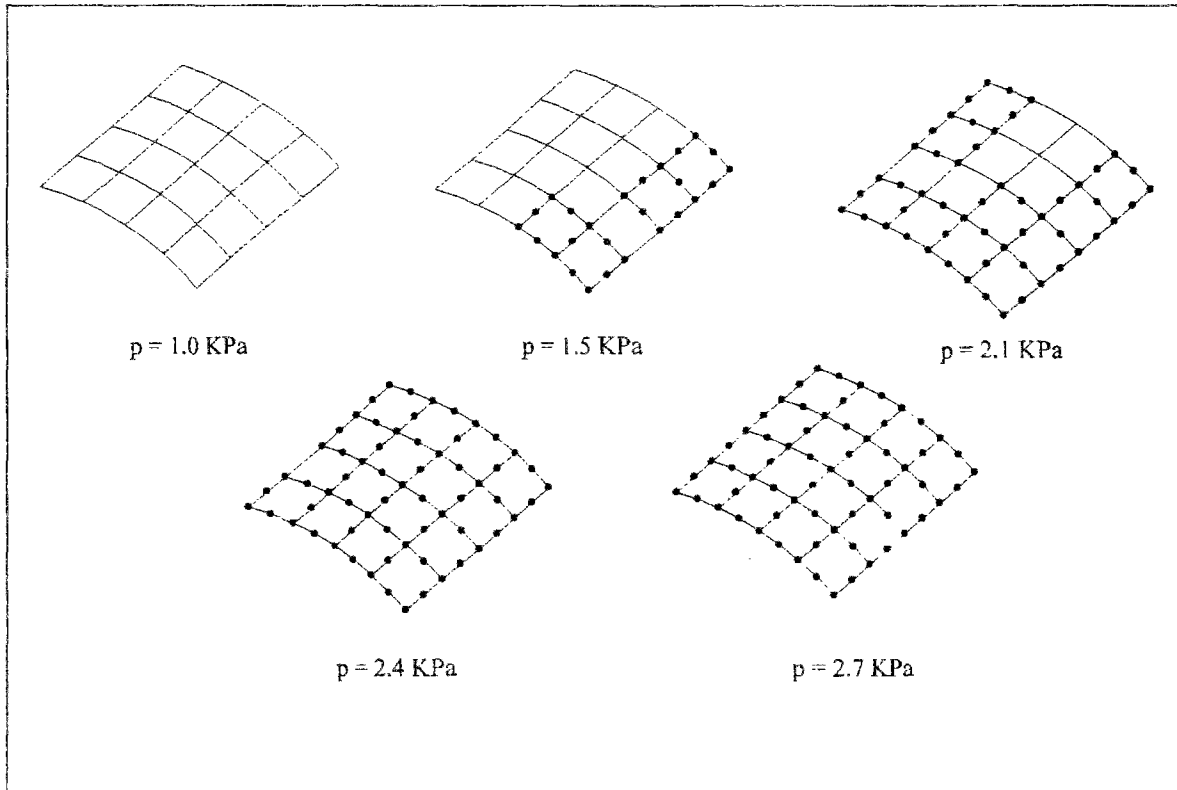 p = 1.0 KPa
p = 1.5 KPa
p = 2.1 KPa
p = 2.4 KPa
p = 2.7 KPa